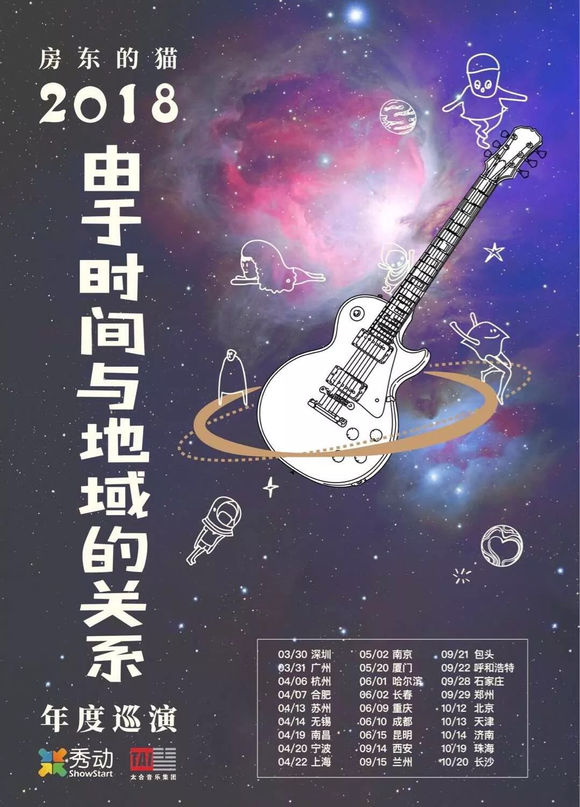 房东的猫
2018
由于时间与地域的关系
年度巡演
秀动
ShowStart
TAI
太合音乐集团
03/30 深圳
03/31 广州
04/06 杭州
04/07 合肥
04/13 苏州
04/14 无锡
04/19 南昌
04/20 宁波
04/22 上海
05/02 南京
05/20 厦门
06/01 哈尔滨
06/02 长春
06/09 重庆
06/10 成都
06/15 昆明
09/14 西安
09/15 兰州
09/21 包头
09/22 呼和浩特
09/28 石家庄
09/29 郑州
10/12 北京
10/13 天津
10/14 济南
10/19 珠海
10/20 长沙